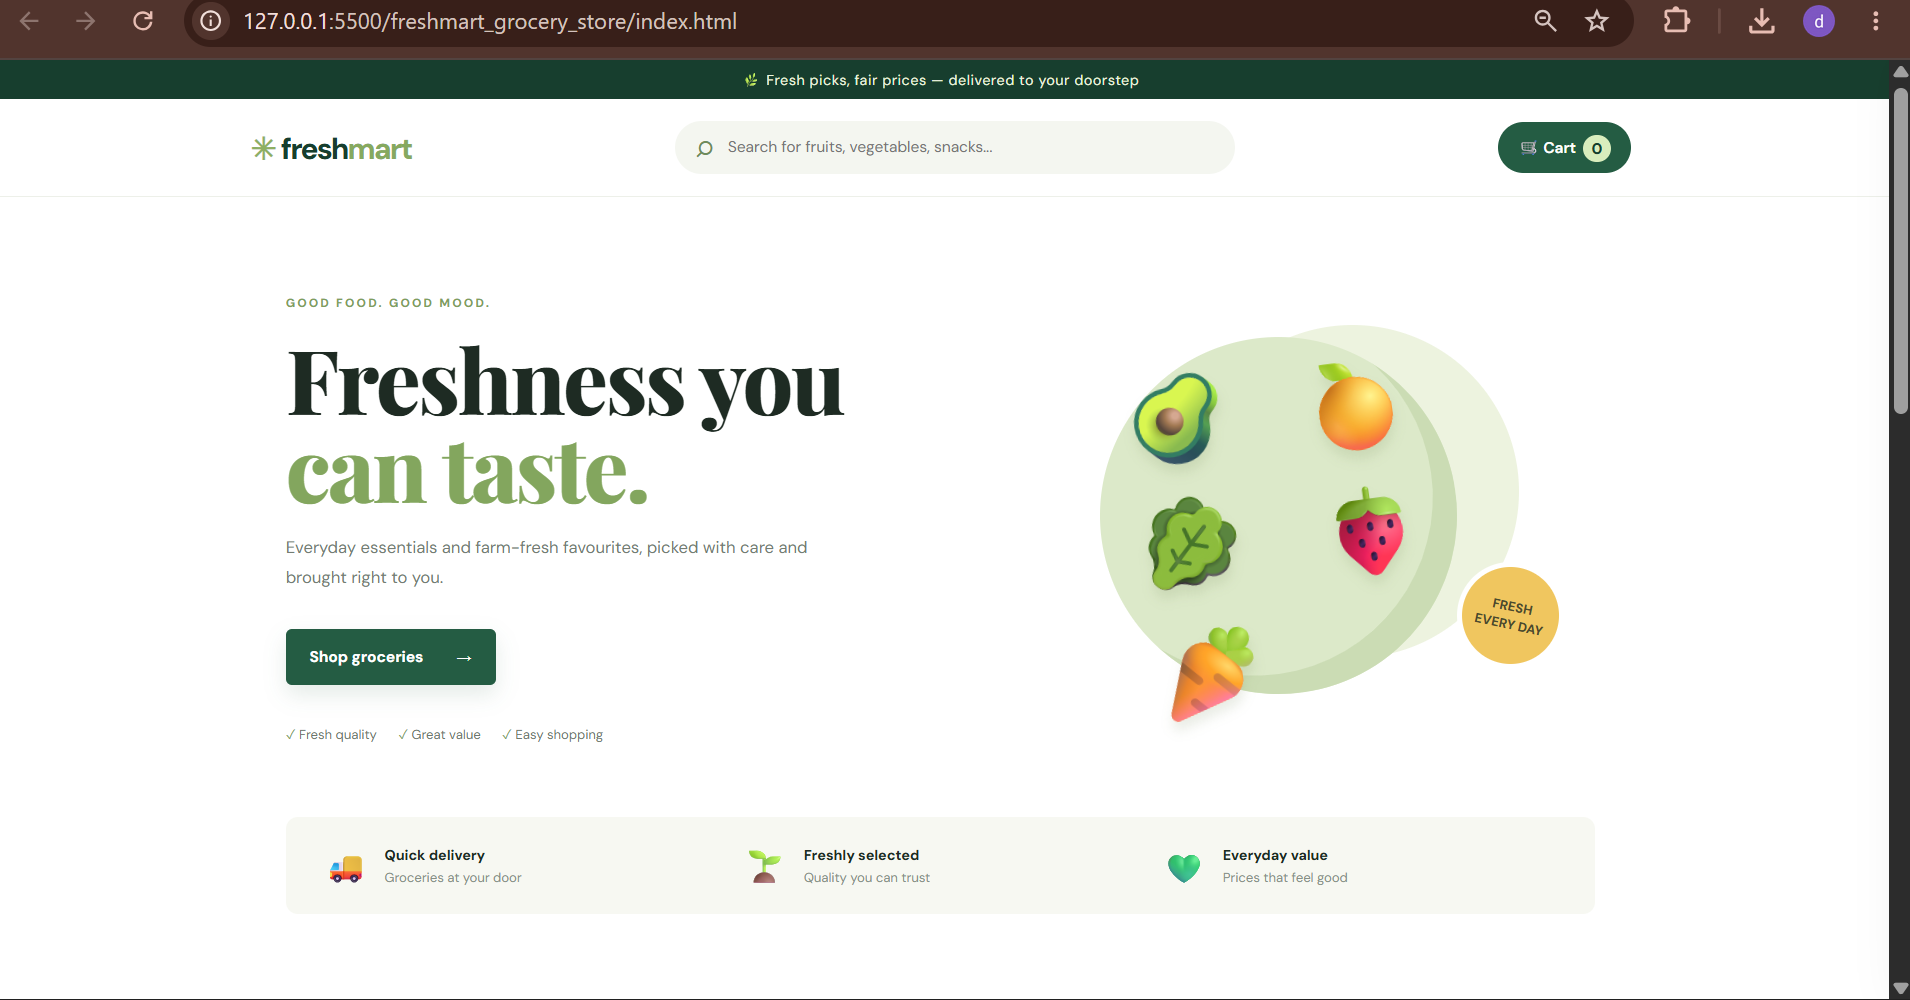 127.0.0.1:5500/freshmart_grocery_store/index.html
d
Fresh picks, fair prices — delivered to your doorstep
freshmart
Search for fruits, vegetables, snacks...
Cart 0
GOOD FOOD. GOOD MOOD.
Freshness you
can taste.
Everyday essentials and farm-fresh favourites, picked with care and
brought right to you.
Shop groceries →
✓ Fresh quality ✓ Great value ✓ Easy shopping
FRESH
EVERY DAY
Quick delivery
Groceries at your door
Freshly selected
Quality you can trust
Everyday value
Prices that feel good